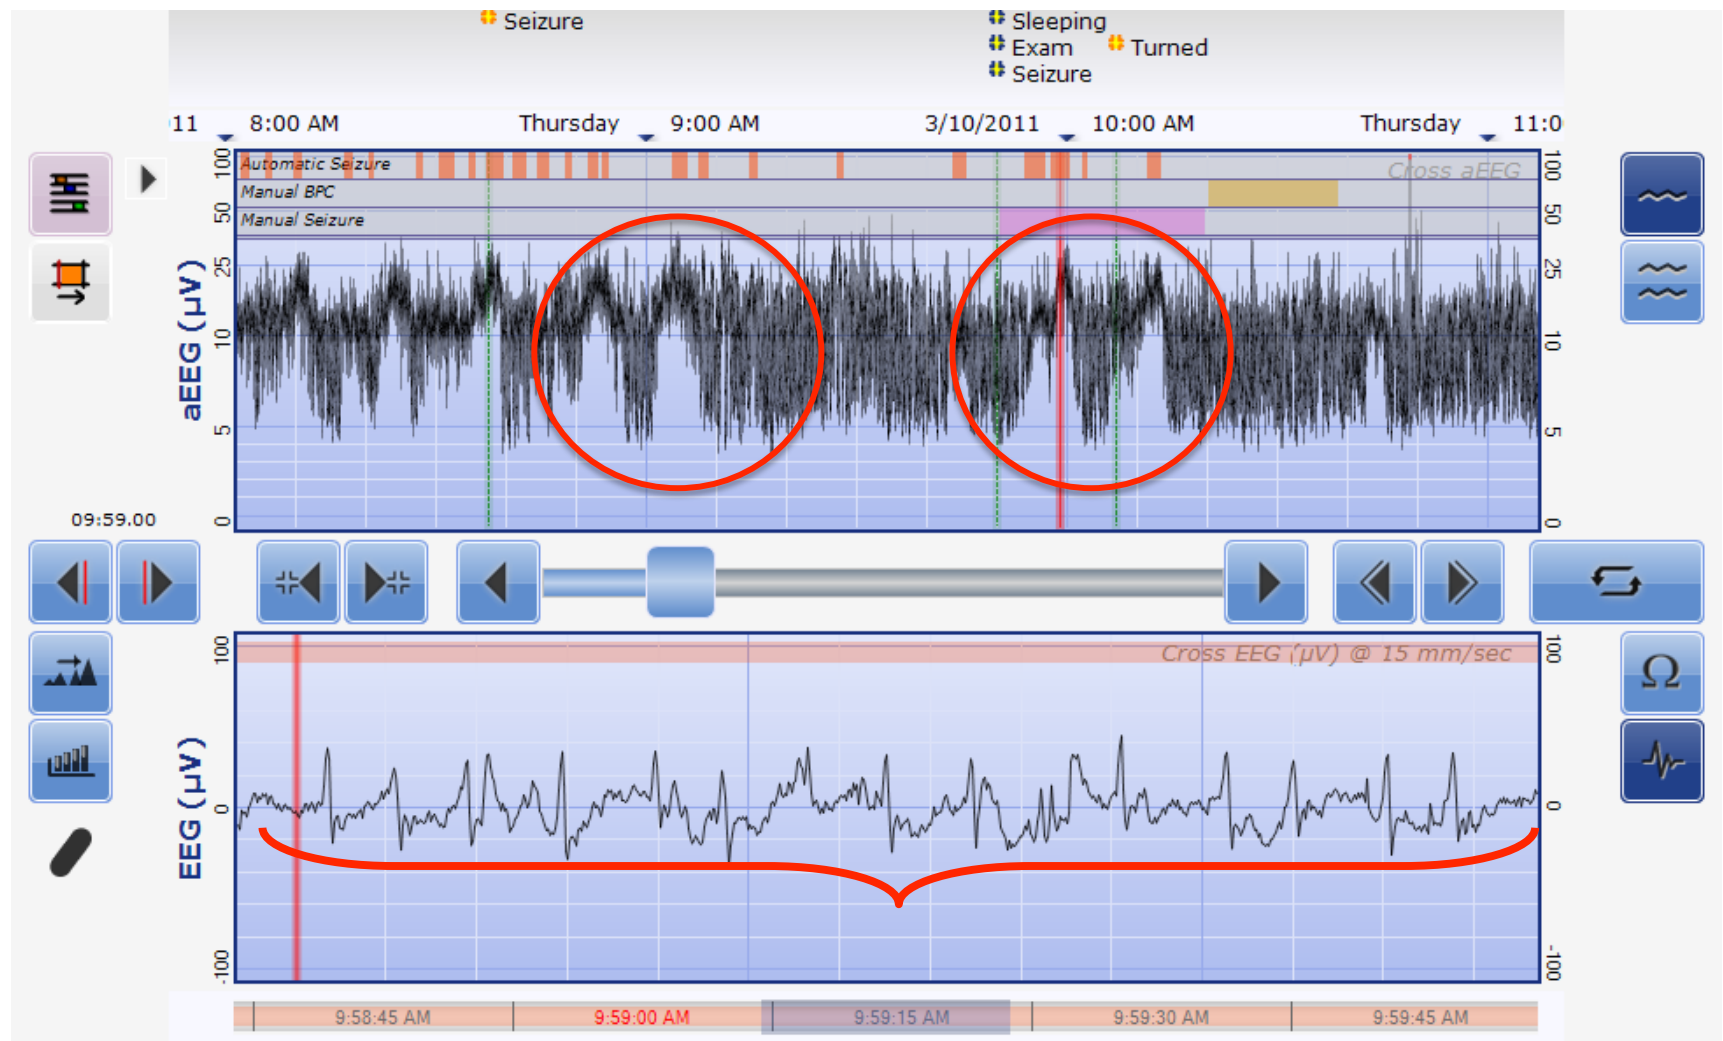 Seizure
Sleeping
Exam
Turned
Seizure
11 8:00 AM Thursday 9:00 AM 3/10/2011 10:00 AM Thursday 11:0
Automatic Seizure
Cross aEEG
Manual BPC
Manual Seizure
aEEG (µV)
100
50
25
10
5
0
100
50
25
10
5
0
09:59.00
Cross EEG (µV) @ 15 mm/sec
EEG (µV)
100
0
-100
100
0
-100
Ω
9:58:45 AM 9:59:00 AM 9:59:15 AM 9:59:30 AM 9:59:45 AM